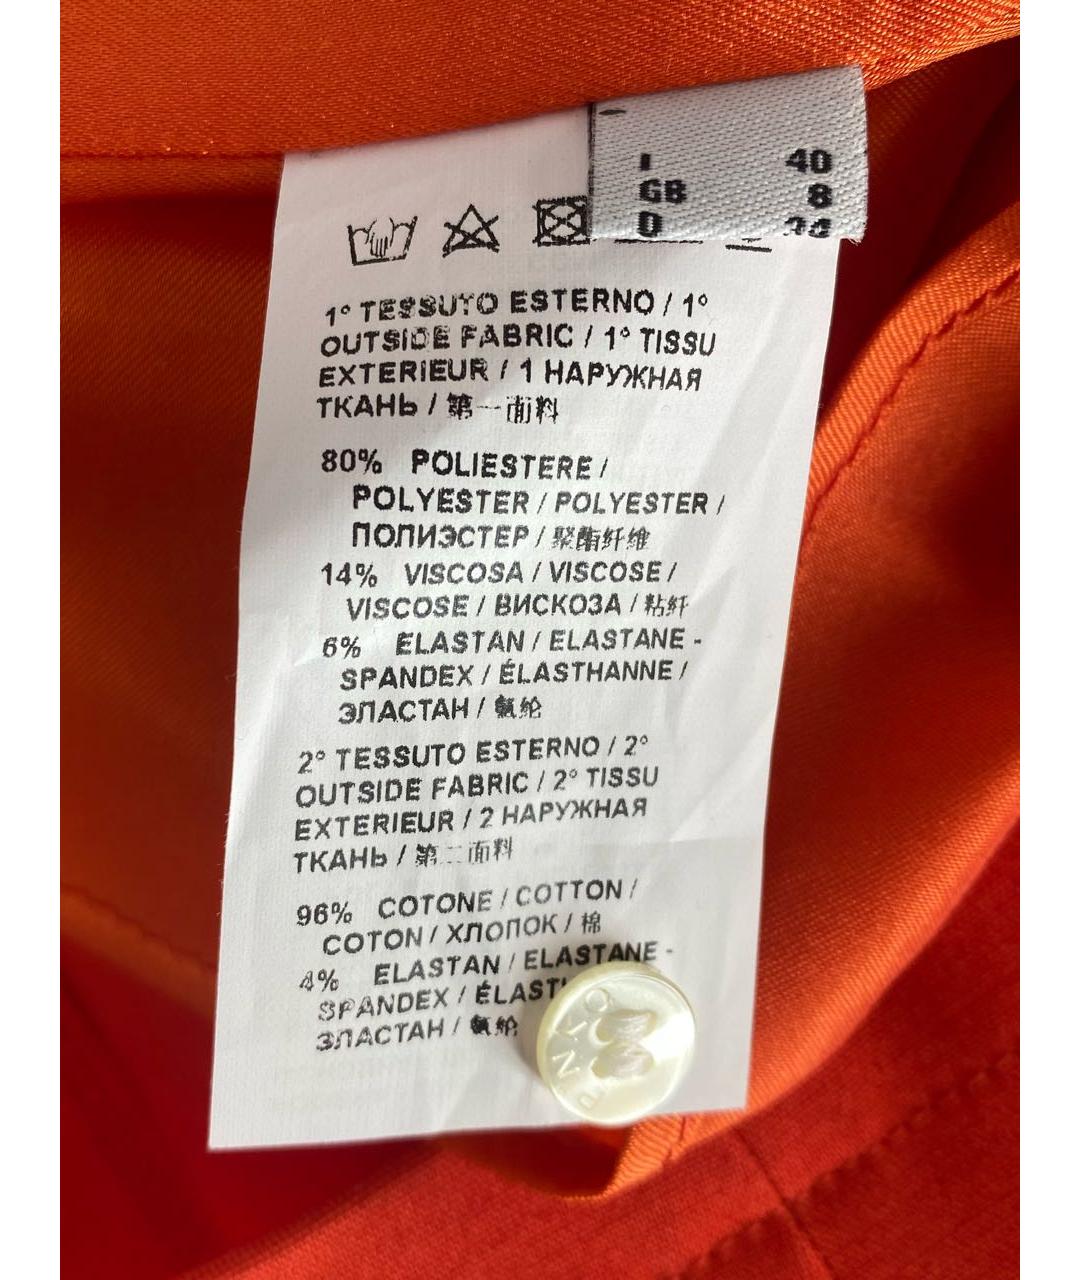 I 40
GB 8
D 34
1° TESSUTO ESTERNO / 1°
OUTSIDE FABRIC / 1° TISSU
EXTERIEUR / 1 НАРУЖНАЯ
ТКАНЬ / 第一面料
80% POLIESTERE /
POLYESTER / POLYESTER /
ПОЛИЭСТЕР / 聚酯纤维
14% VISCOSA / VISCOSE /
VISCOSE / ВИСКОЗА / 粘纤
6% ELASTAN / ELASTANE -
SPANDEX / ÉLASTHANNE /
ЭЛАСТАН / 氨纶
2° TESSUTO ESTERNO / 2°
OUTSIDE FABRIC / 2° TISSU
EXTERIEUR / 2 НАРУЖНАЯ
ТКАНЬ / 第二面料
96% COTONE / COTTON /
COTON / ХЛОПОК / 棉
4% ELASTAN / ELASTANE -
SPANDEX /
ЭЛАСТАН / 氨纶
PINKO